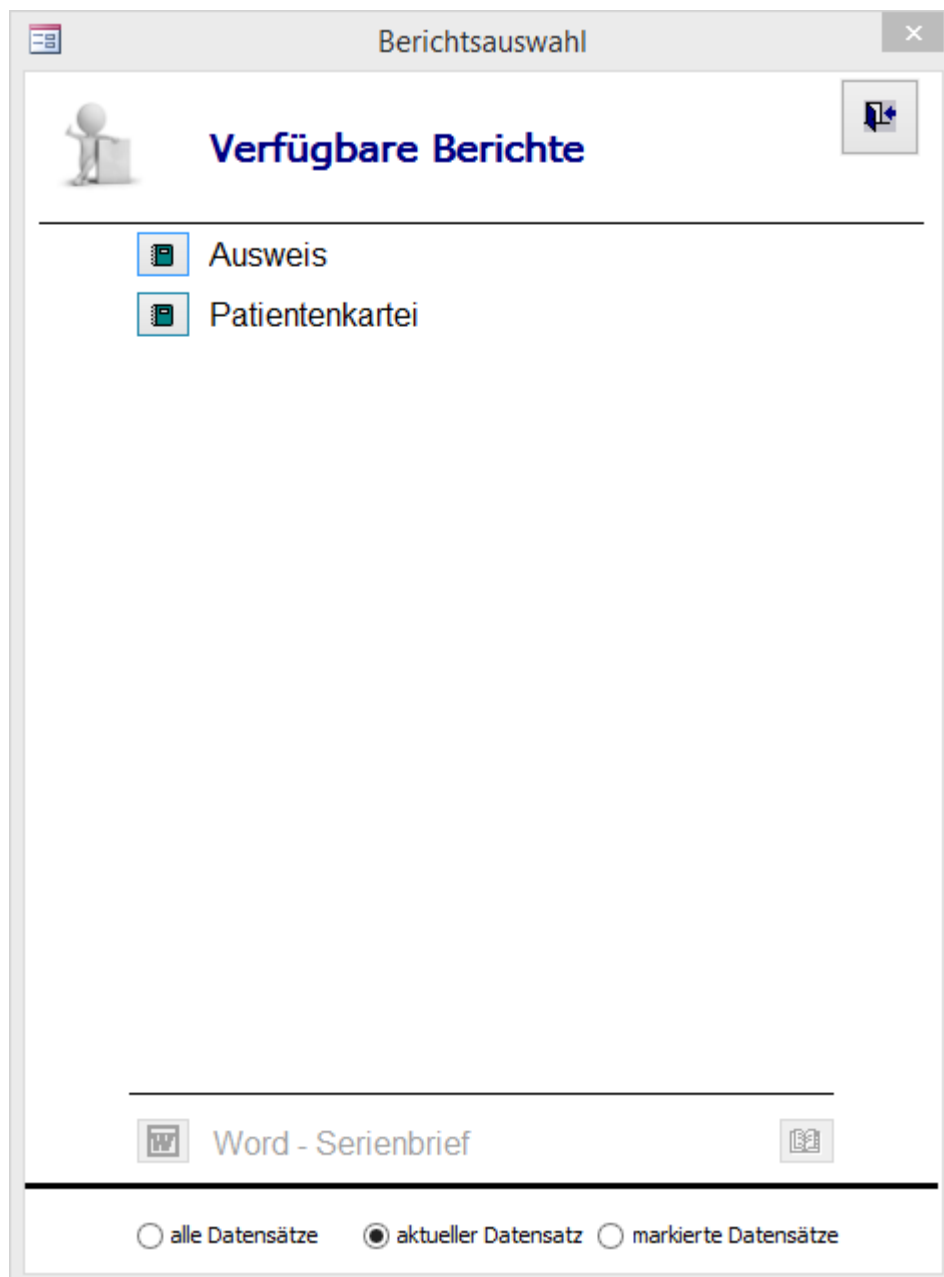 Berichtsauswahl
Verfügbare Berichte
Ausweis
Patientenkartei
Word - Serienbrief
alle Datensätze aktueller Datensatz markierte Datensätze